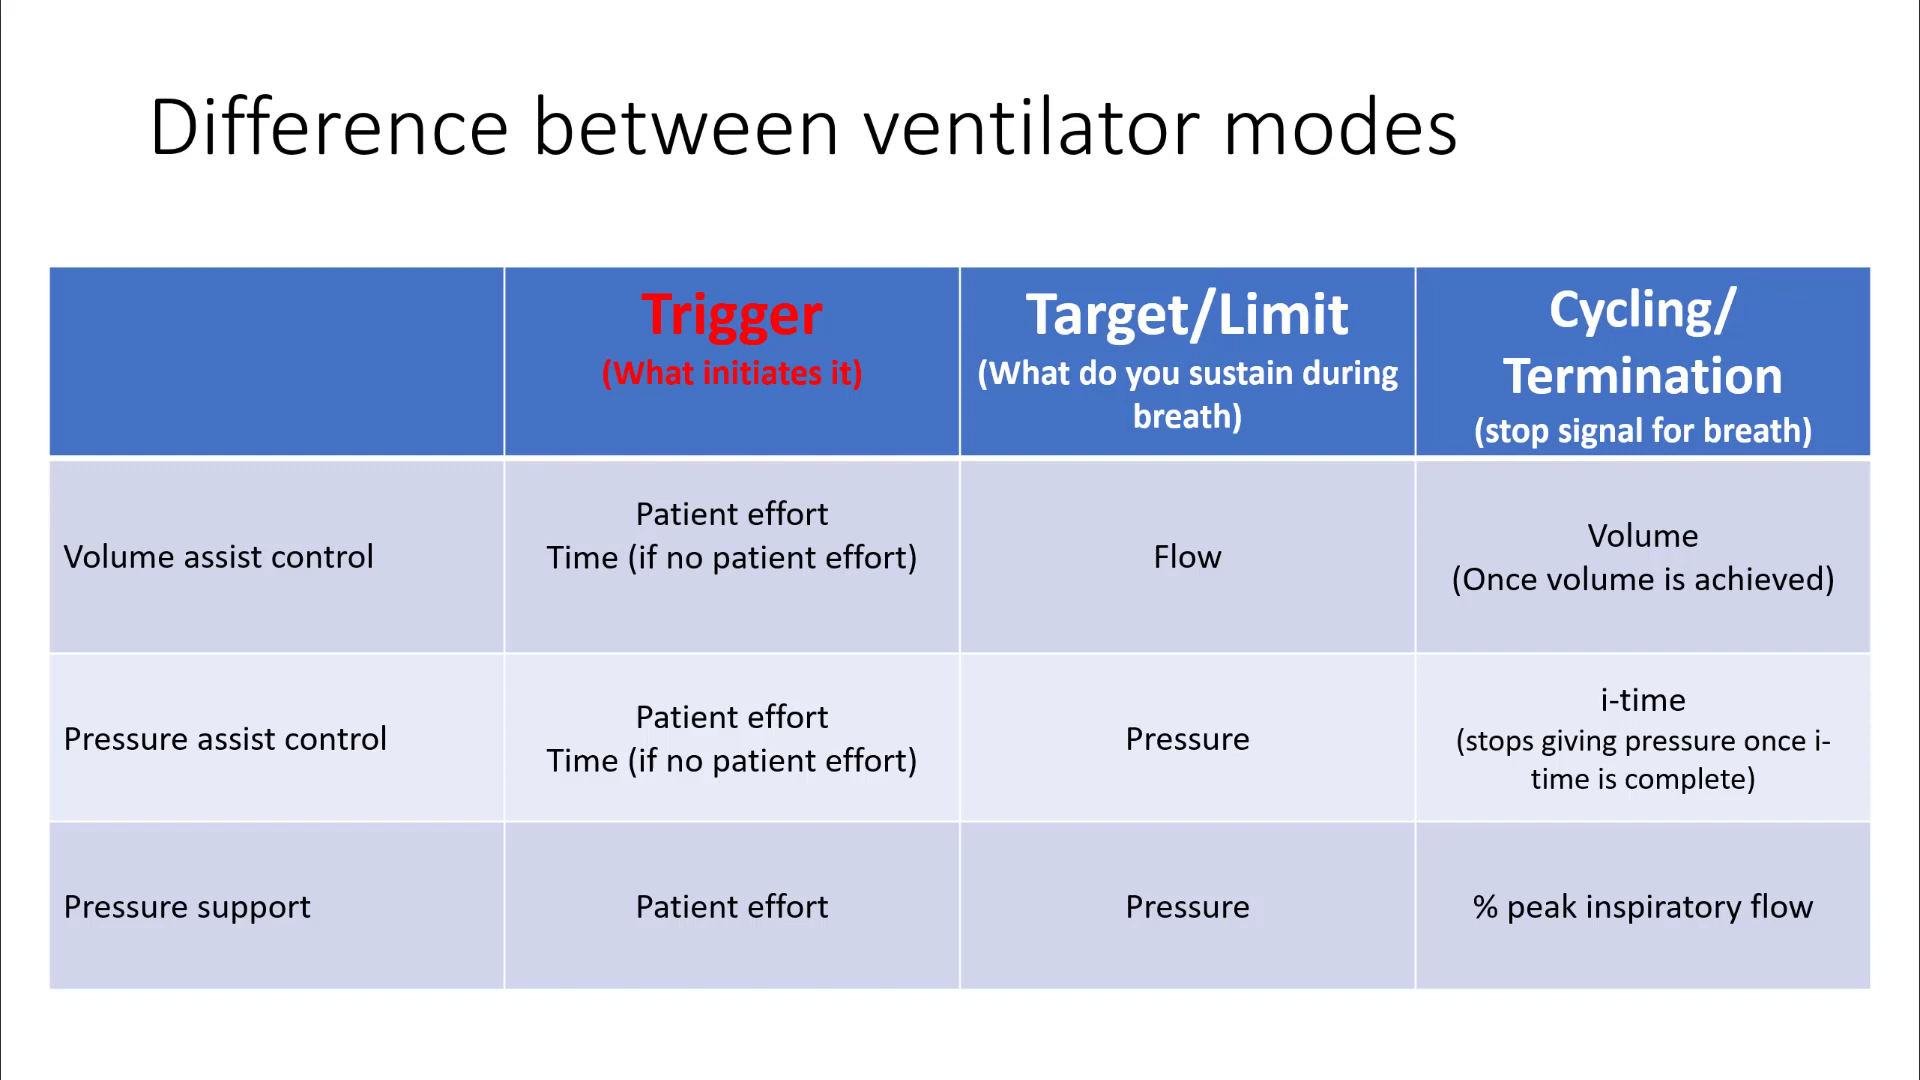 Difference between ventilator modes
Trigger
(What initiates it)
Target/Limit
(What do you sustain during
breath)
Cycling/
Termination
(stop signal for breath)
Volume assist control
Patient effort
Time (if no patient effort)
Flow
Volume
(Once volume is achieved)
Pressure assist control
Patient effort
Time (if no patient effort)
Pressure
i-time
(stops giving pressure once i-
time is complete)
Pressure support
Patient effort
Pressure
% peak inspiratory flow